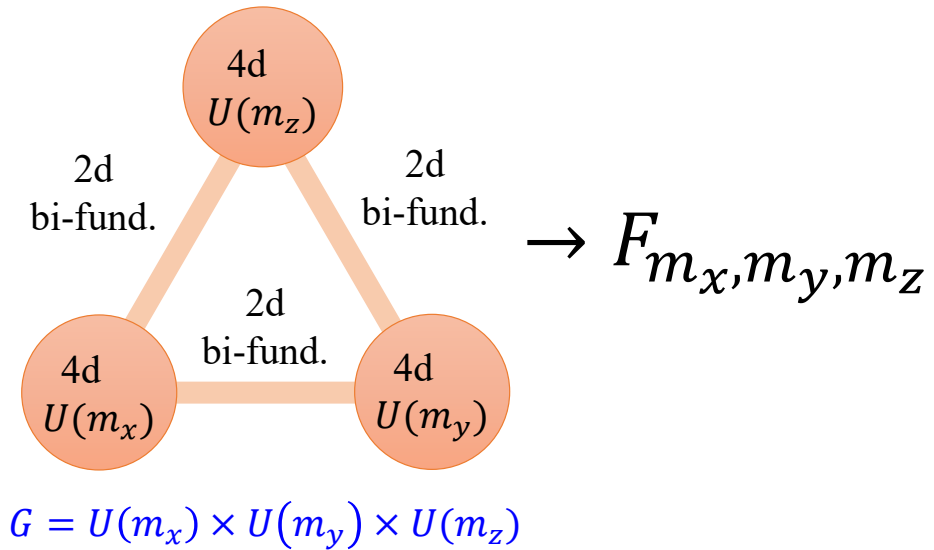 4d
U(m_z)
2d
bi-fund.
2d
bi-fund.
→ F_{m_x,m_y,m_z}
2d
bi-fund.
4d
U(m_x)
4d
U(m_y)
G = U(m_x) × U(m_y) × U(m_z)